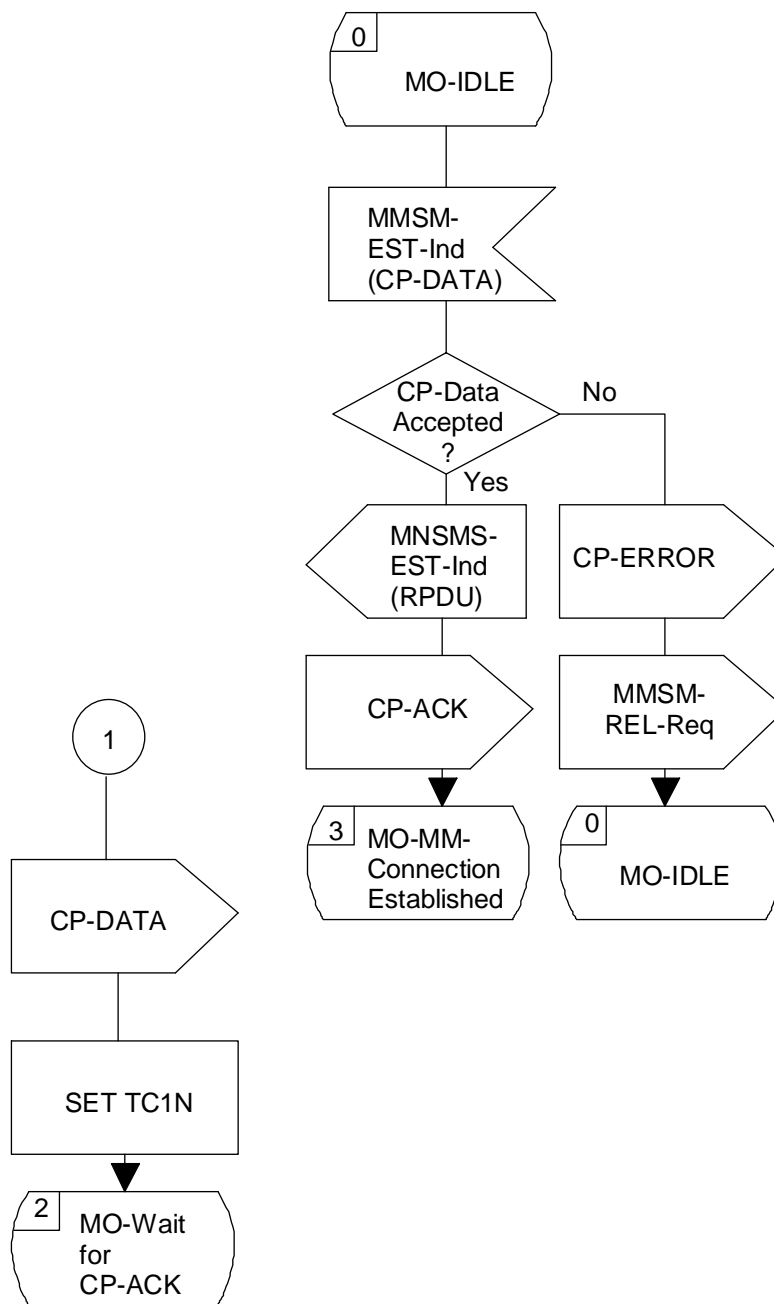 0
MO-IDLE
MMSM-
EST-Ind
(CP-DATA)
CP-Data
Accepted
?
No
Yes
MNSMS-
EST-Ind
(RPDU)
CP-ERROR
CP-ACK
MMSM-
REL-Req
3
MO-MM-
Connection
Established
0
MO-IDLE
1
CP-DATA
SET TC1N
2
MO-Wait
for
CP-ACK